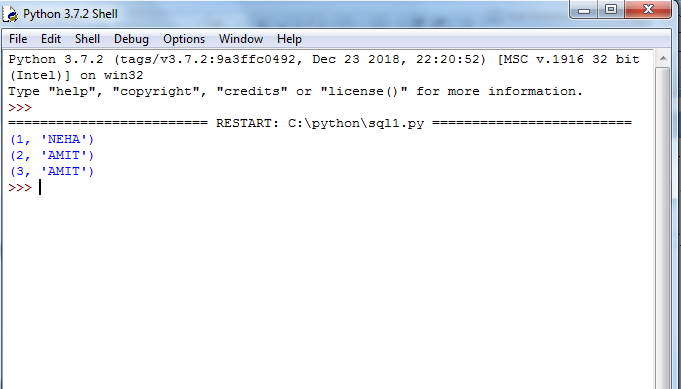 Python 3.7.2 Shell
File Edit Shell Debug Options Window Help
Python 3.7.2 (tags/v3.7.2:9a3ffc0492, Dec 23 2018, 22:20:52) [MSC v.1916 32 bit
(Intel)] on win32
Type "help", "copyright", "credits" or "license()" for more information.
>>>
========================= RESTART: C:\python\sql1.py =========================
(1, 'NEHA')
(2, 'AMIT')
(3, 'AMIT')
>>>